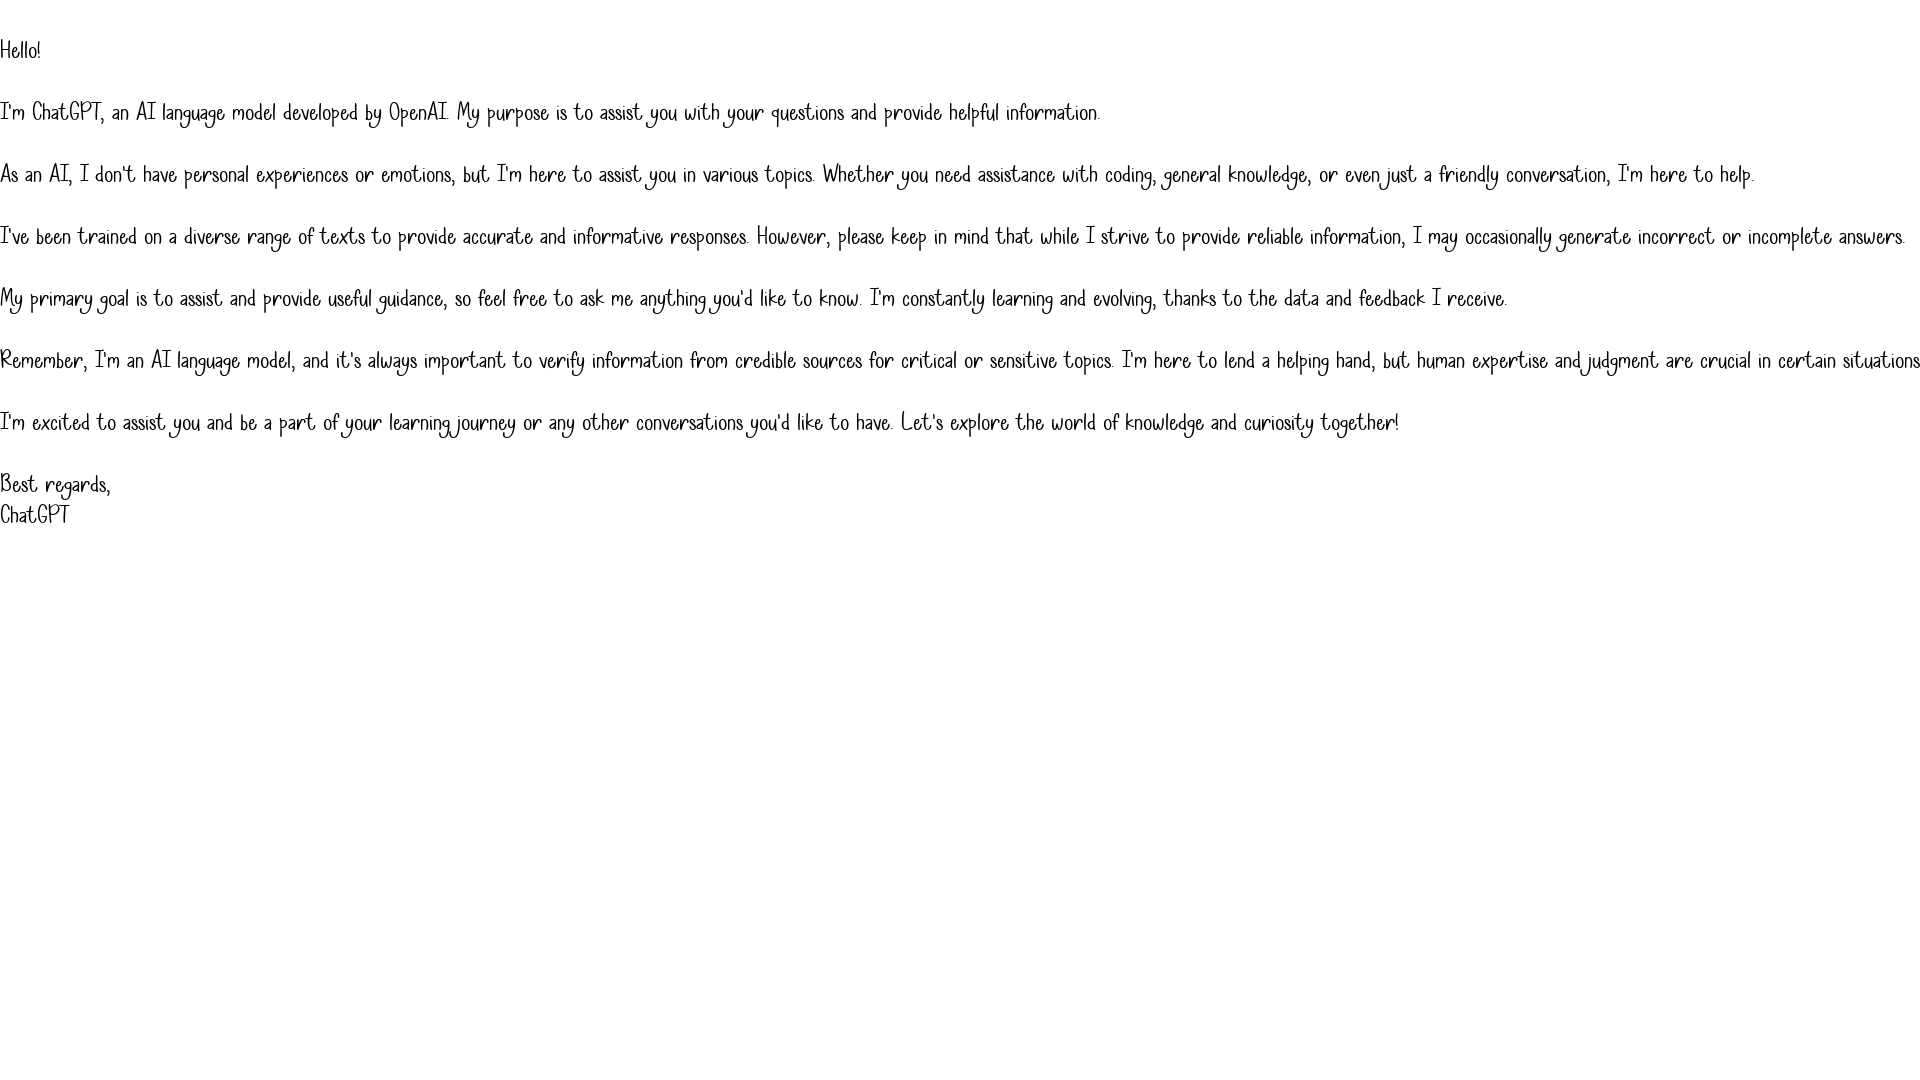 Hello!
I'm ChatGPT, an AI language model developed by OpenAI. My purpose is to assist you with your questions and provide helpful information.
As an AI, I don't have personal experiences or emotions, but I'm here to assist you in various topics. Whether you need assistance with coding, general knowledge, or even just a friendly conversation, I'm here to help.
I've been trained on a diverse range of texts to provide accurate and informative responses. However, please keep in mind that while I strive to provide reliable information, I may occasionally generate incorrect or incomplete answers.
My primary goal is to assist and provide useful guidance, so feel free to ask me anything you'd like to know. I'm constantly learning and evolving, thanks to the data and feedback I receive.
Remember, I'm an AI language model, and it's always important to verify information from credible sources for critical or sensitive topics. I'm here to lend a helping hand, but human expertise and judgment are crucial in certain situations
I'm excited to assist you and be a part of your learning journey or any other conversations you'd like to have. Let's explore the world of knowledge and curiosity together!
Best regards,
ChatGPT